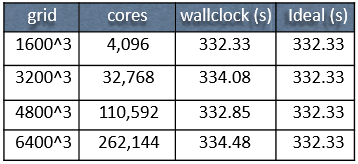 grid cores wallclock (s) Ideal (s)
1600^3 4,096 332.33 332.33
3200^3 32,768 334.08 332.33
4800^3 110,592 332.85 332.33
6400^3 262,144 334.48 332.33